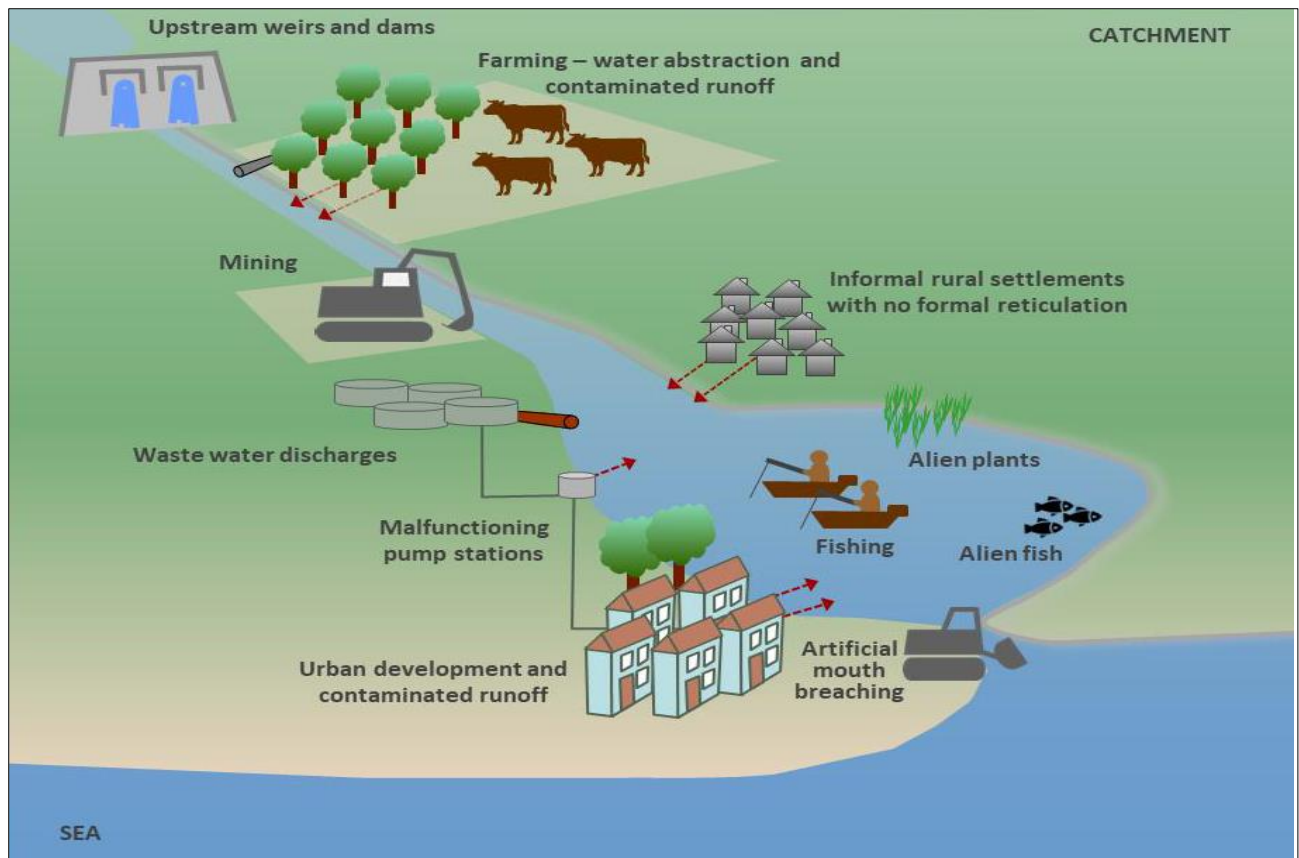 Upstream weirs and dams
CATCHMENT
Farming – water abstraction and
contaminated runoff
Mining
Informal rural settlements
with no formal reticulation
Waste water discharges
Alien plants
Malfunctioning
pump stations
Fishing
Alien fish
Urban development and
contaminated runoff
Artificial
mouth
breaching
SEA